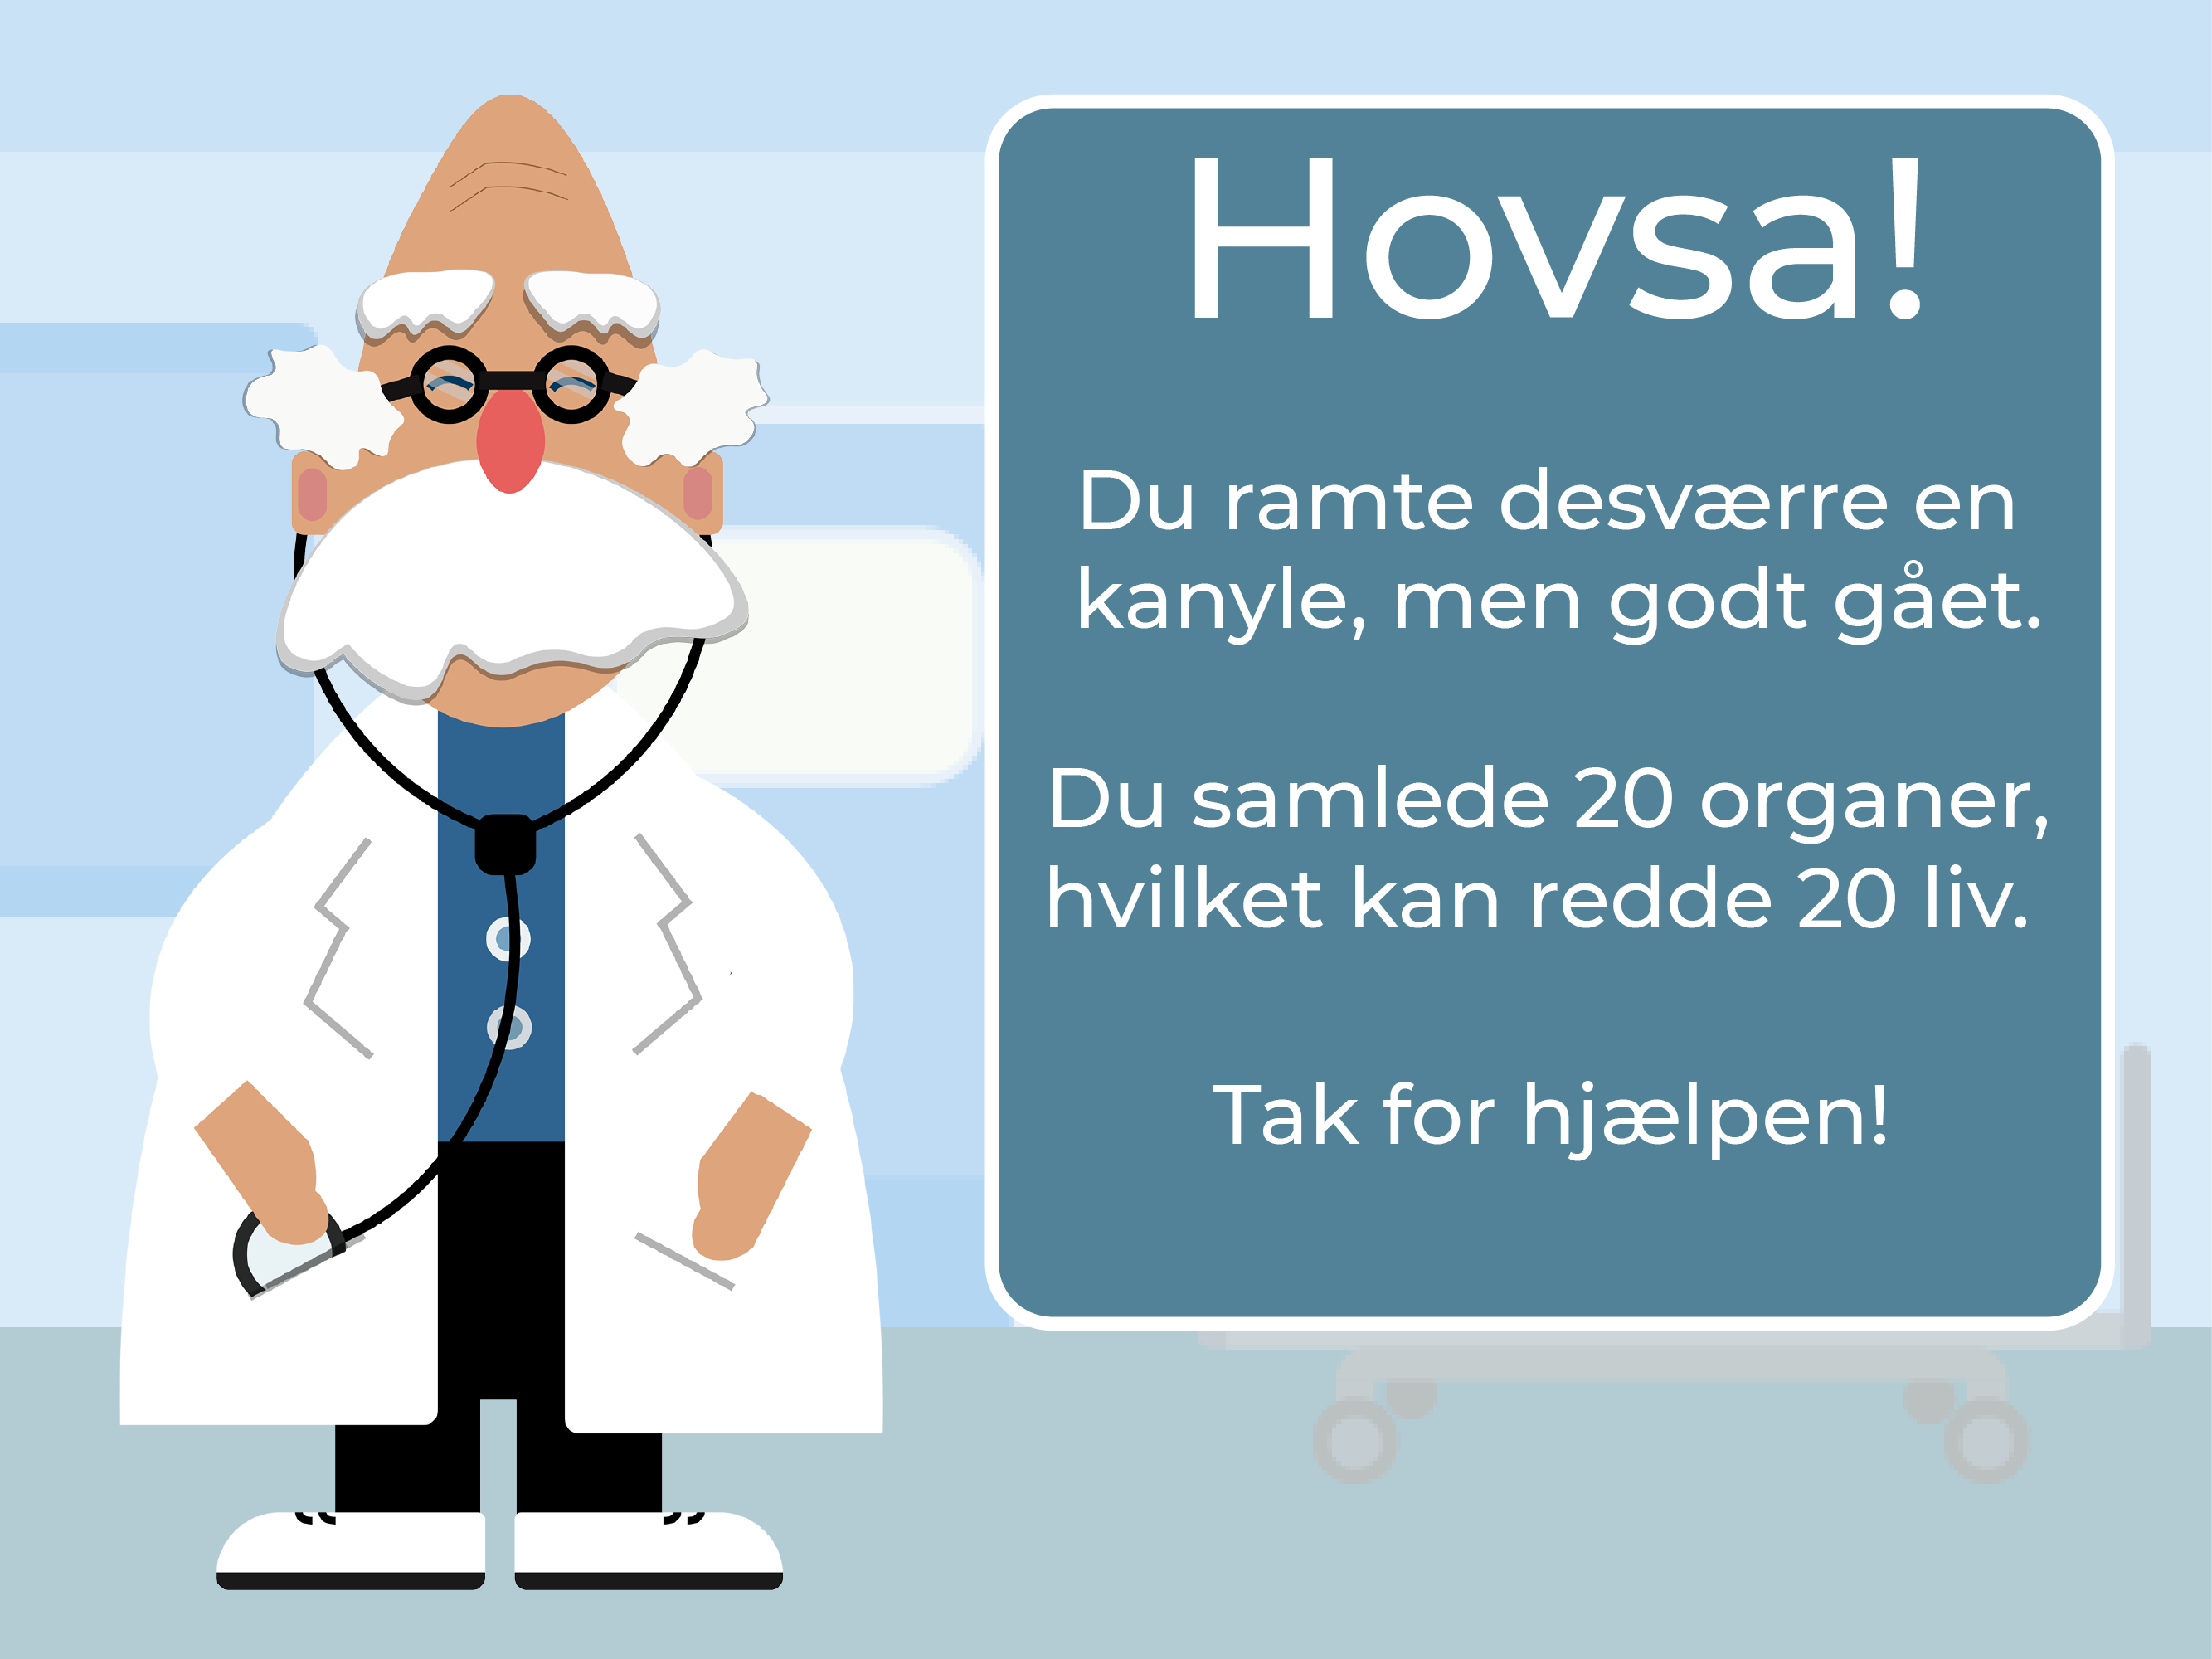 Hovsa!
Du ramte desværre en
kanyle, men godt gået.
Du samlede 20 organer,
hvilket kan redde 20 liv.
Tak for hjælpen!